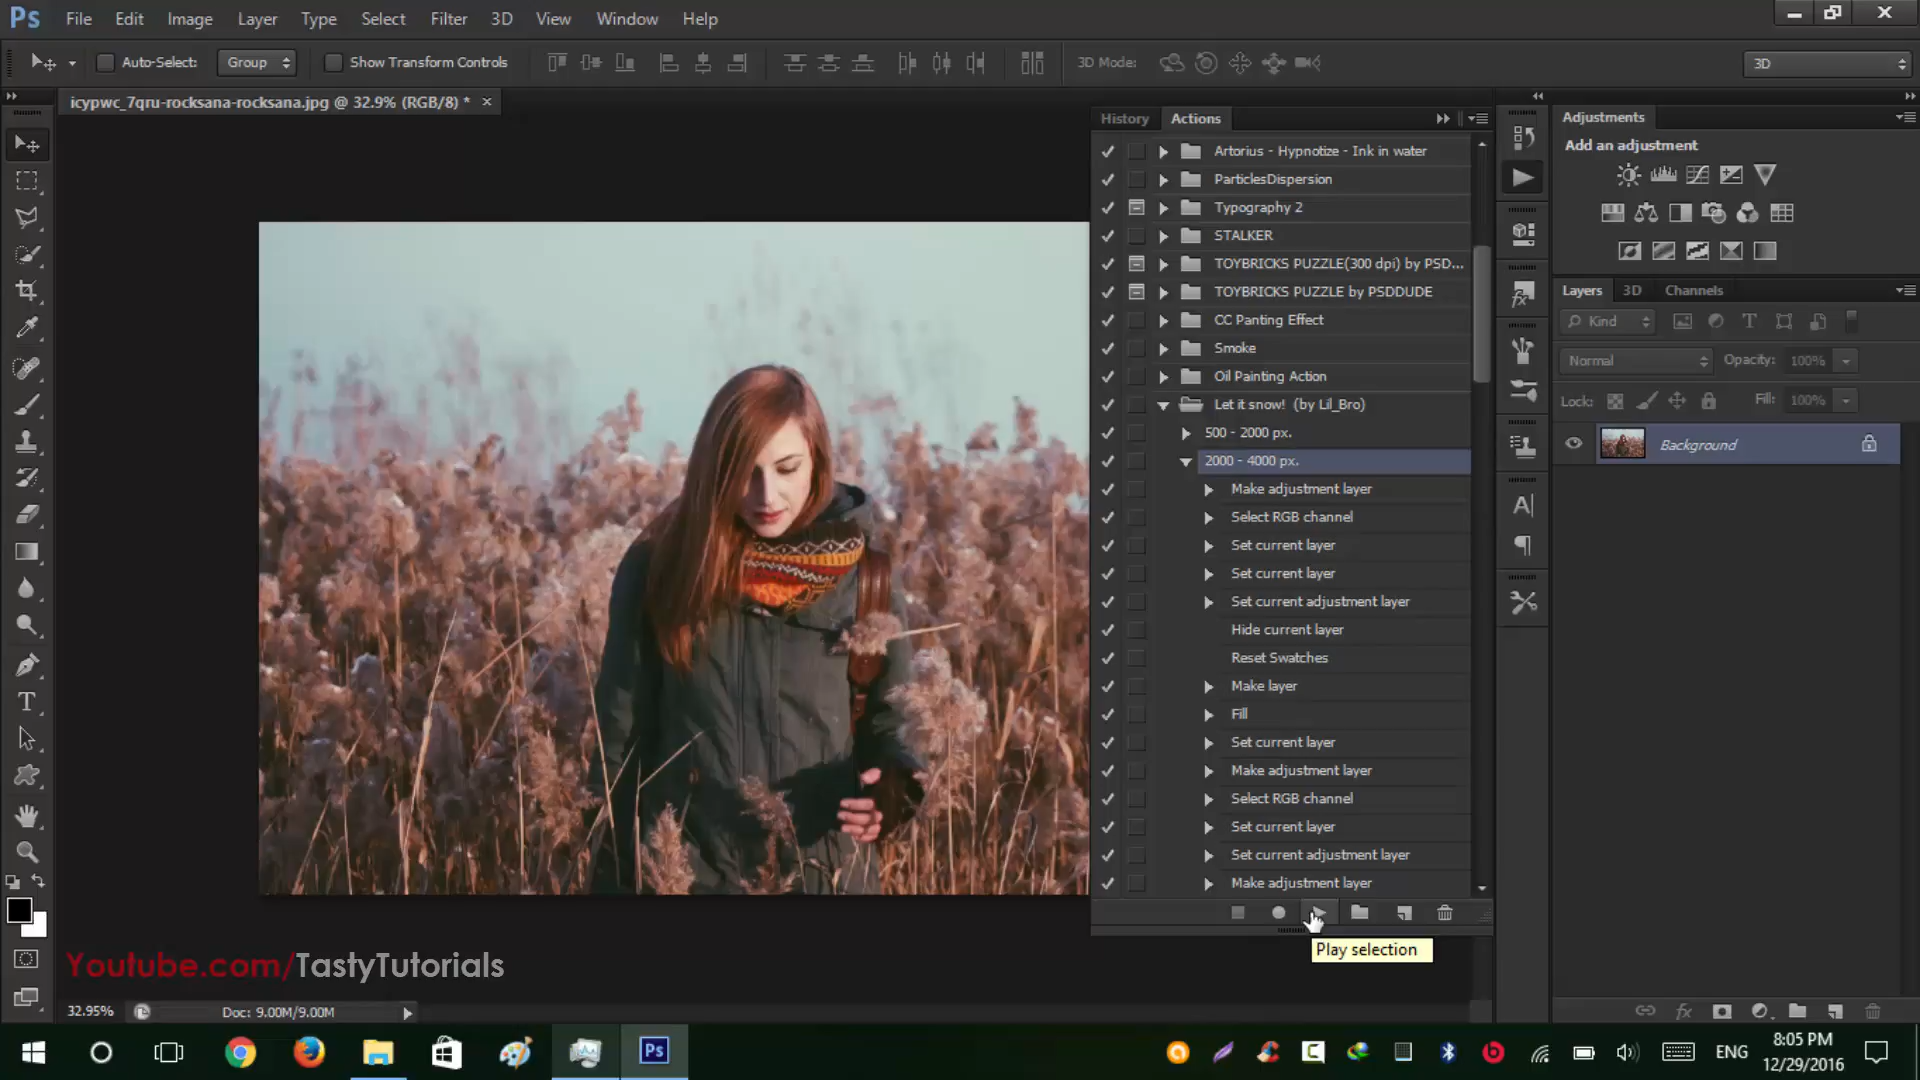 Ps File Edit Image Layer Type Select Filter 3D View Window Help
Auto-Select: Group Show Transform Controls 3D Mode: 3D
icypwc_7qru-rocksana-rocksana.jpg @ 32.9% (RGB/8) * ×
History Actions
Artorius - Hypnotize - Ink in water
ParticlesDispersion
Typography 2
STALKER
TOYBRICKS PUZZLE(300 dpi) by PSD...
TOYBRICKS PUZZLE by PSDDUDE
CC Panting Effect
Smoke
Oil Painting Action
Let it snow! (by Lil_Bro)
500 - 2000 px.
2000 - 4000 px.
Make adjustment layer
Select RGB channel
Set current layer
Set current layer
Set current adjustment layer
Hide current layer
Reset Swatches
Make layer
Fill
Set current layer
Make adjustment layer
Select RGB channel
Set current layer
Set current adjustment layer
Make adjustment layer
Play selection
Adjustments
Add an adjustment
Layers 3D Channels
Kind
Normal Opacity: 100%
Lock: Fill: 100%
Background
Youtube.com/TastyTutorials
32.95% Doc: 9.00M/9.00M
Ps
ENG
8:05 PM
12/29/2016